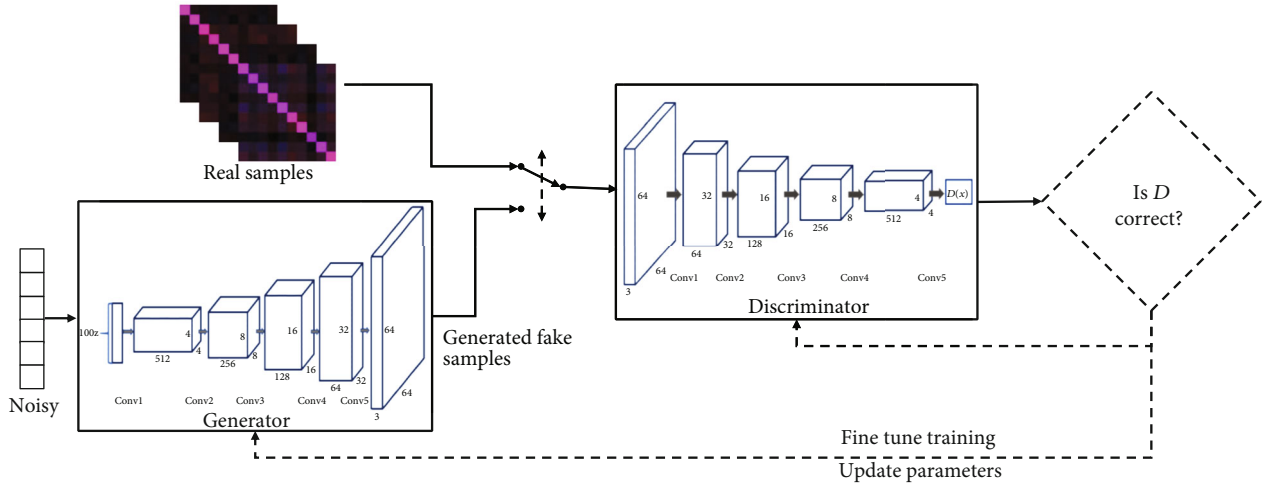 Real samples
Noisy
100z
512
4
4
256
8
8
128
16
16
64
32
32
3
64
64
Conv1
Conv2
Conv3
Conv4
Conv5
Generator
Generated fake
samples
3
64
64
64
32
32
128
16
16
256
8
8
512
4
4
D(x)
Conv1
Conv2
Conv3
Conv4
Conv5
Discriminator
Is D
correct?
Fine tune training
Update parameters